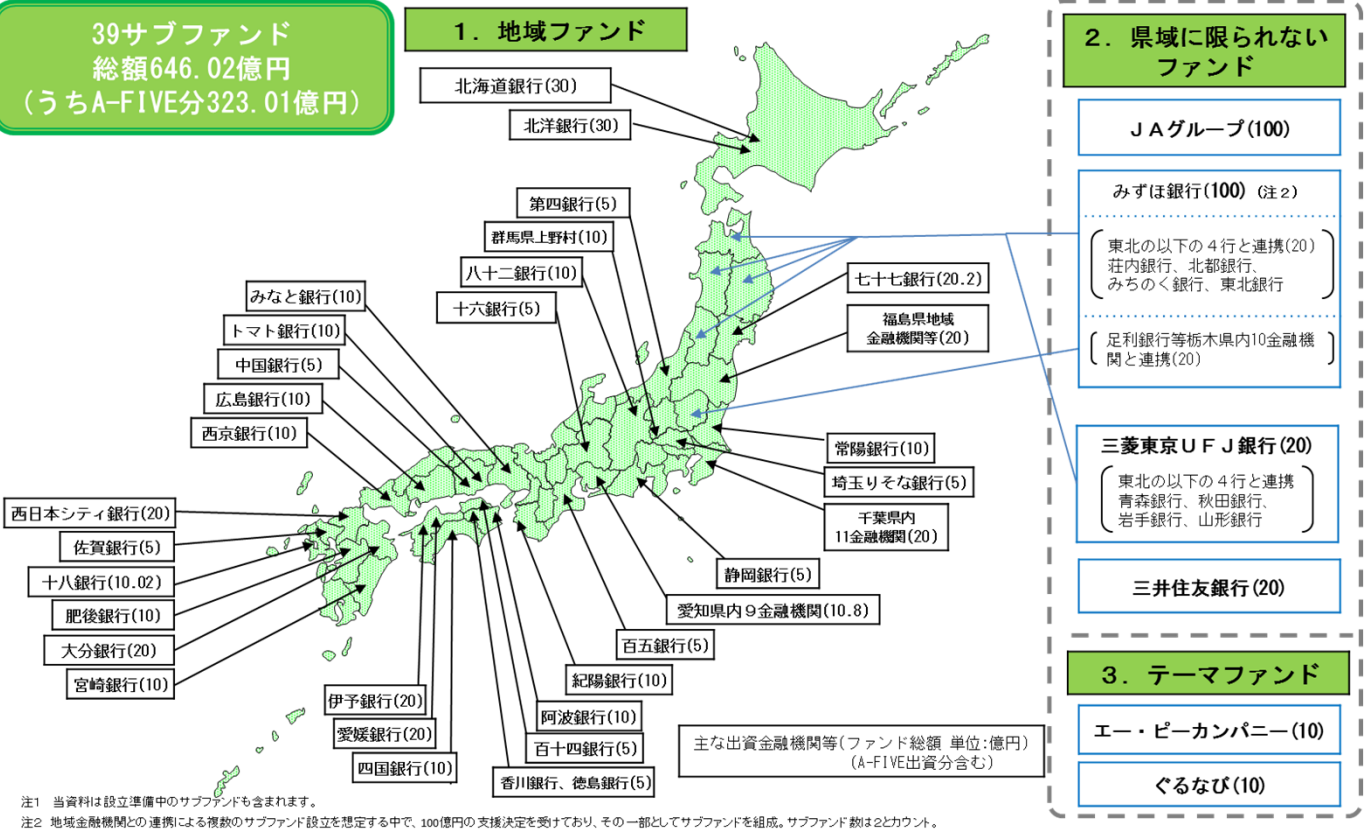 39サブファンド
総額646.02億円
(うちA-FIVE分323.01億円)
1. 地域ファンド
北海道銀行(30)
北洋銀行(30)
第四銀行(5)
群馬県上野村(10)
八十二銀行(10)
十六銀行(5)
みなと銀行(10)
トマト銀行(10)
中国銀行(5)
広島銀行(10)
西京銀行(10)
西日本シティ銀行(20)
佐賀銀行(5)
十八銀行(10.02)
肥後銀行(10)
大分銀行(20)
宮崎銀行(10)
伊予銀行(20)
愛媛銀行(20)
四国銀行(10)
香川銀行、徳島銀行(5)
百十四銀行(5)
阿波銀行(10)
紀陽銀行(10)
百五銀行(5)
愛知県内9金融機関(10.8)
静岡銀行(5)
千葉県内
11金融機関(20)
埼玉りそな銀行(5)
常陽銀行(10)
福島県地域
金融機関等(20)
七十七銀行(20.2)
2. 県域に限られない
ファンド
JAグループ(100)
みずほ銀行(100) (注2)
東北の以下の4行と連携(20)
荘内銀行、北都銀行、
みちのく銀行、東北銀行
足利銀行等栃木県内10金融機
関と連携(20)
三菱東京UFJ銀行(20)
東北の以下の4行と連携
青森銀行、秋田銀行、
岩手銀行、山形銀行
三井住友銀行(20)
3. テーマファンド
エー・ピーカンパニー(10)
ぐるなび(10)
主な出資金融機関等(ファンド総額 単位:億円)
(A-FIVE出資分含む)
注1 当資料は設立準備中のサブファンドも含まれます。
注2 地域金融機関との連携による複数のサブファンド設立を想定する中で、100億円の支援決定を受けており、その一部としてサブファンドを組成。サブファンド数は2とカウント。